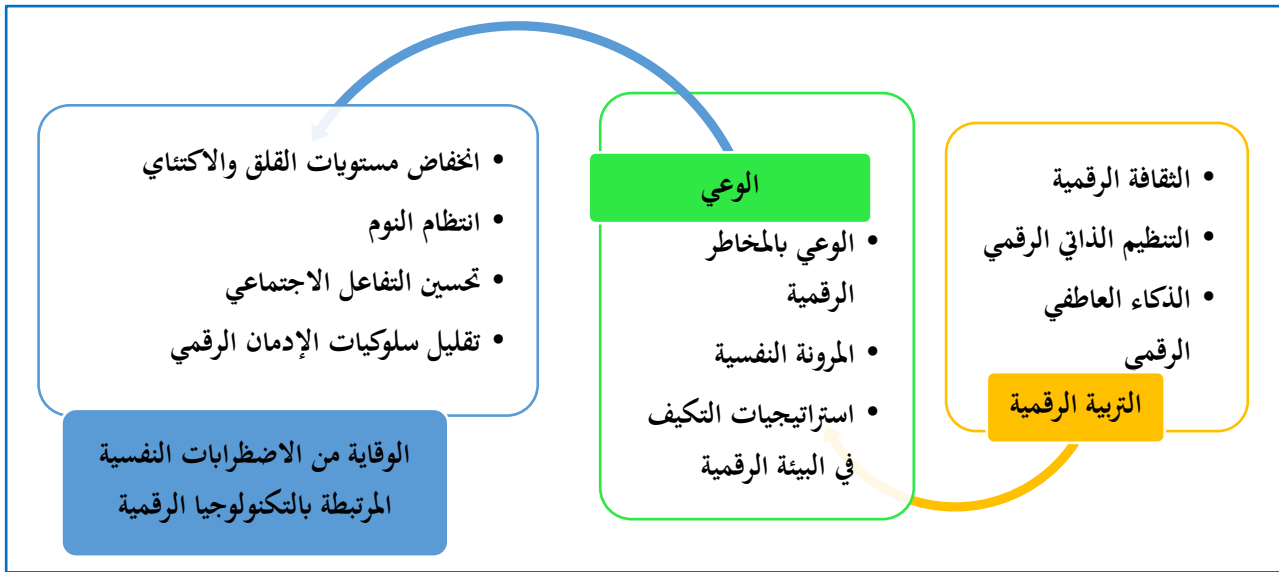 • الثقافة الرقمية
• التنظيم الذاتي الرقمي
• الذكاء العاطفي
الرقمي
التربية الرقمية
الوعي
• الوعي بالمخاطر
الرقمية
• المرونة النفسية
• استراتيجيات التكيف
في البيئة الرقمية
• انخفاض مستويات القلق والاكتئاي
• انتظام النوم
• تحسين التفاعل الاجتماعي
• تقليل سلوكيات الإدمان الرقمي
الوقاية من الاضظرابات النفسية
المرتبطة بالتكنولوجيا الرقمية